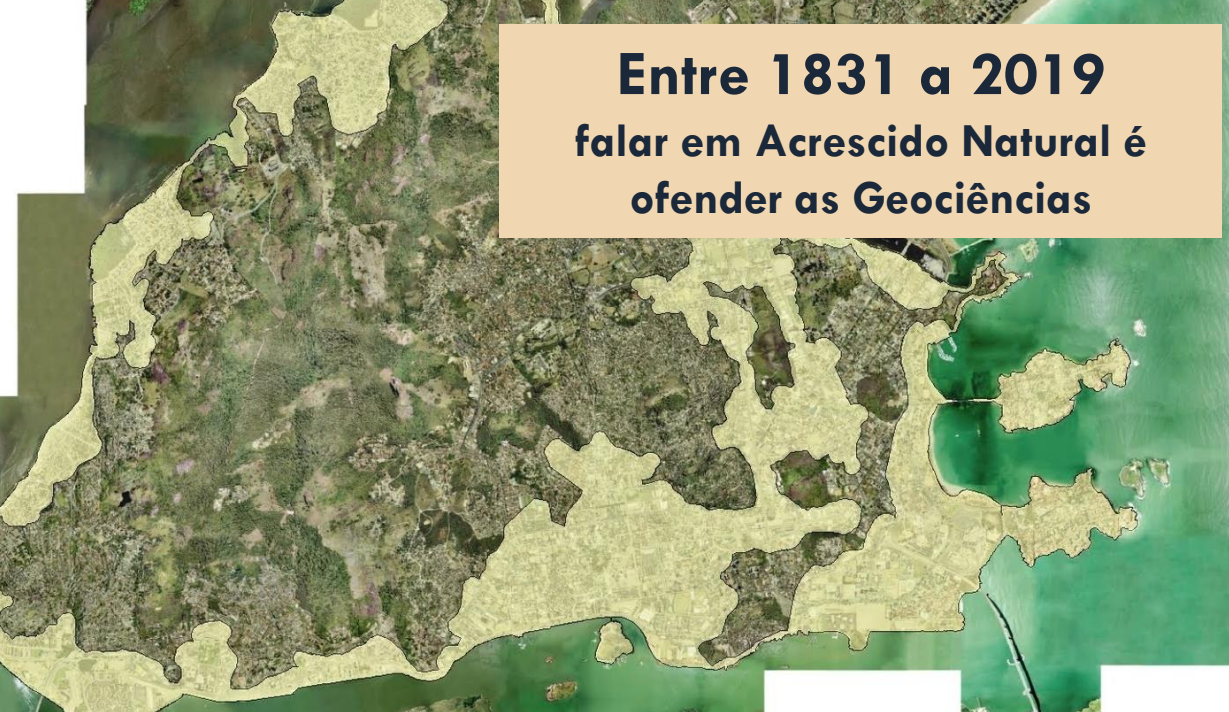 Entre 1831 a 2019
falar em Acrescido Natural é
ofender as Geociências